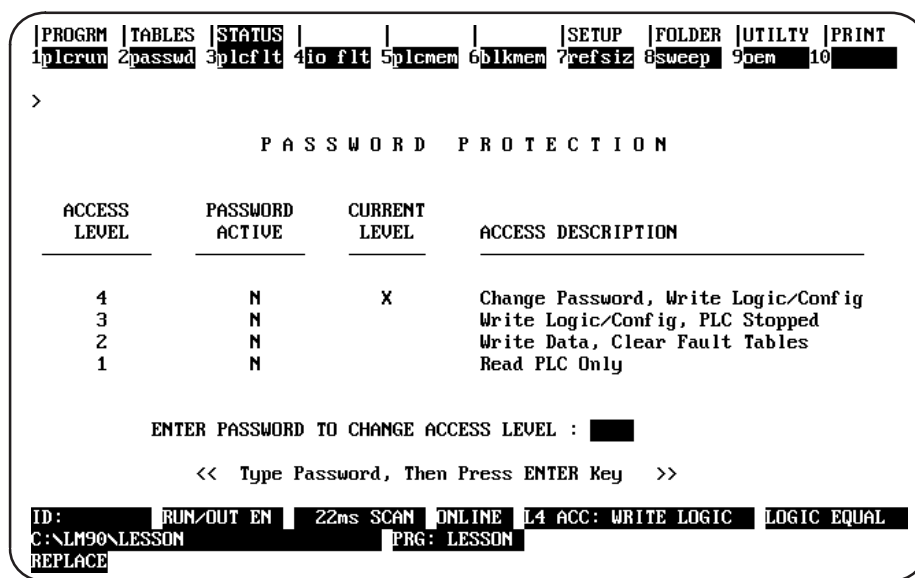 |PROGRM |TABLES |STATUS | | | |SETUP |FOLDER |UTILTY |PRINT
1plcrun 2passwd 3plcflt 4io flt 5plcmem 6blkmem 7refsiz 8sweep 9oem 10
>
P A S S W O R D P R O T E C T I O N
ACCESS PASSWORD CURRENT
LEVEL ACTIVE LEVEL ACCESS DESCRIPTION
4 N X Change Password, Write Logic/Config
3 N Write Logic/Config, PLC Stopped
2 N Write Data, Clear Fault Tables
1 N Read PLC Only
ENTER PASSWORD TO CHANGE ACCESS LEVEL :
<< Type Password, Then Press ENTER Key >>
ID: RUN/OUT EN 22ms SCAN ONLINE L4 ACC: WRITE LOGIC LOGIC EQUAL
C:\LM90\LESSON PRG: LESSON
REPLACE